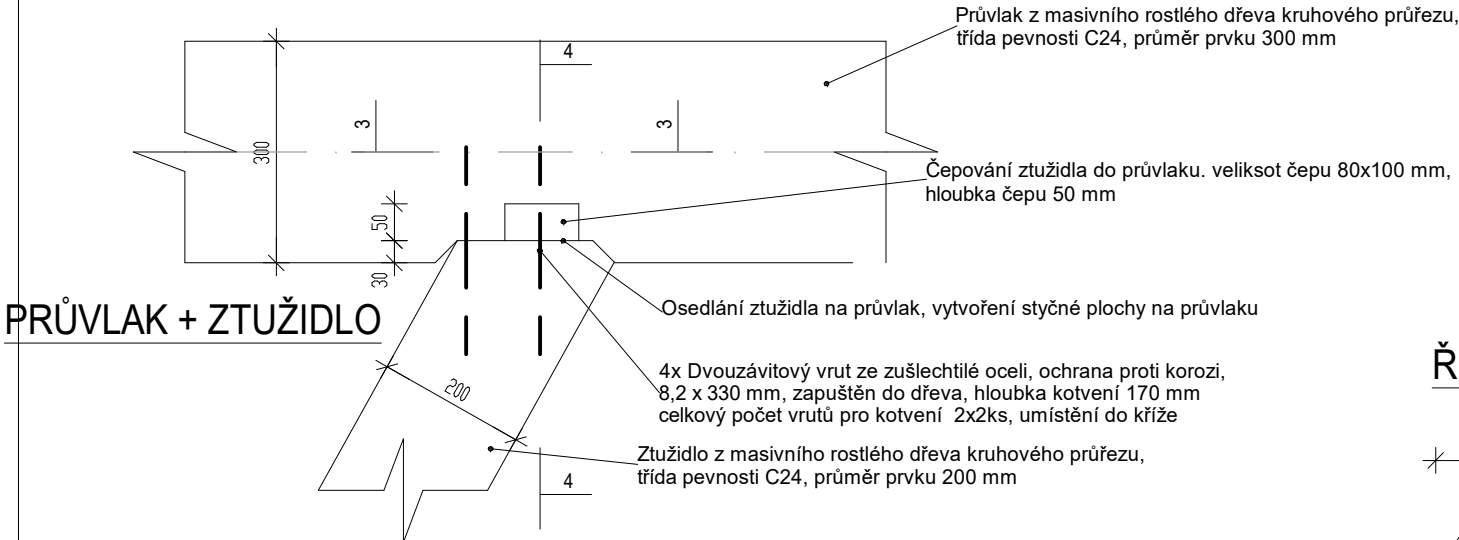 Průvlak z masivního rostlého dřeva kruhového průřezu,
třída pevnosti C24, průměr prvku 300 mm
4
3
3
300
Čepování ztužidla do průvlaku. veliksot čepu 80x100 mm,
hloubka čepu 50 mm
50
30
PRŮVLAK + ZTUŽIDLO
Osedlání ztužidla na průvlak, vytvoření styčné plochy na průvlaku
4x Dvouzávitový vrut ze zušlechtilé oceli, ochrana proti korozi,
8,2 x 330 mm, zapuštěn do dřeva, hloubka kotvení 170 mm
celkový počet vrutů pro kotvení 2x2ks, umístění do kříže
Ř
200
Ztužidlo z masivního rostlého dřeva kruhového průřezu,
třída pevnosti C24, průměr prvku 200 mm
4